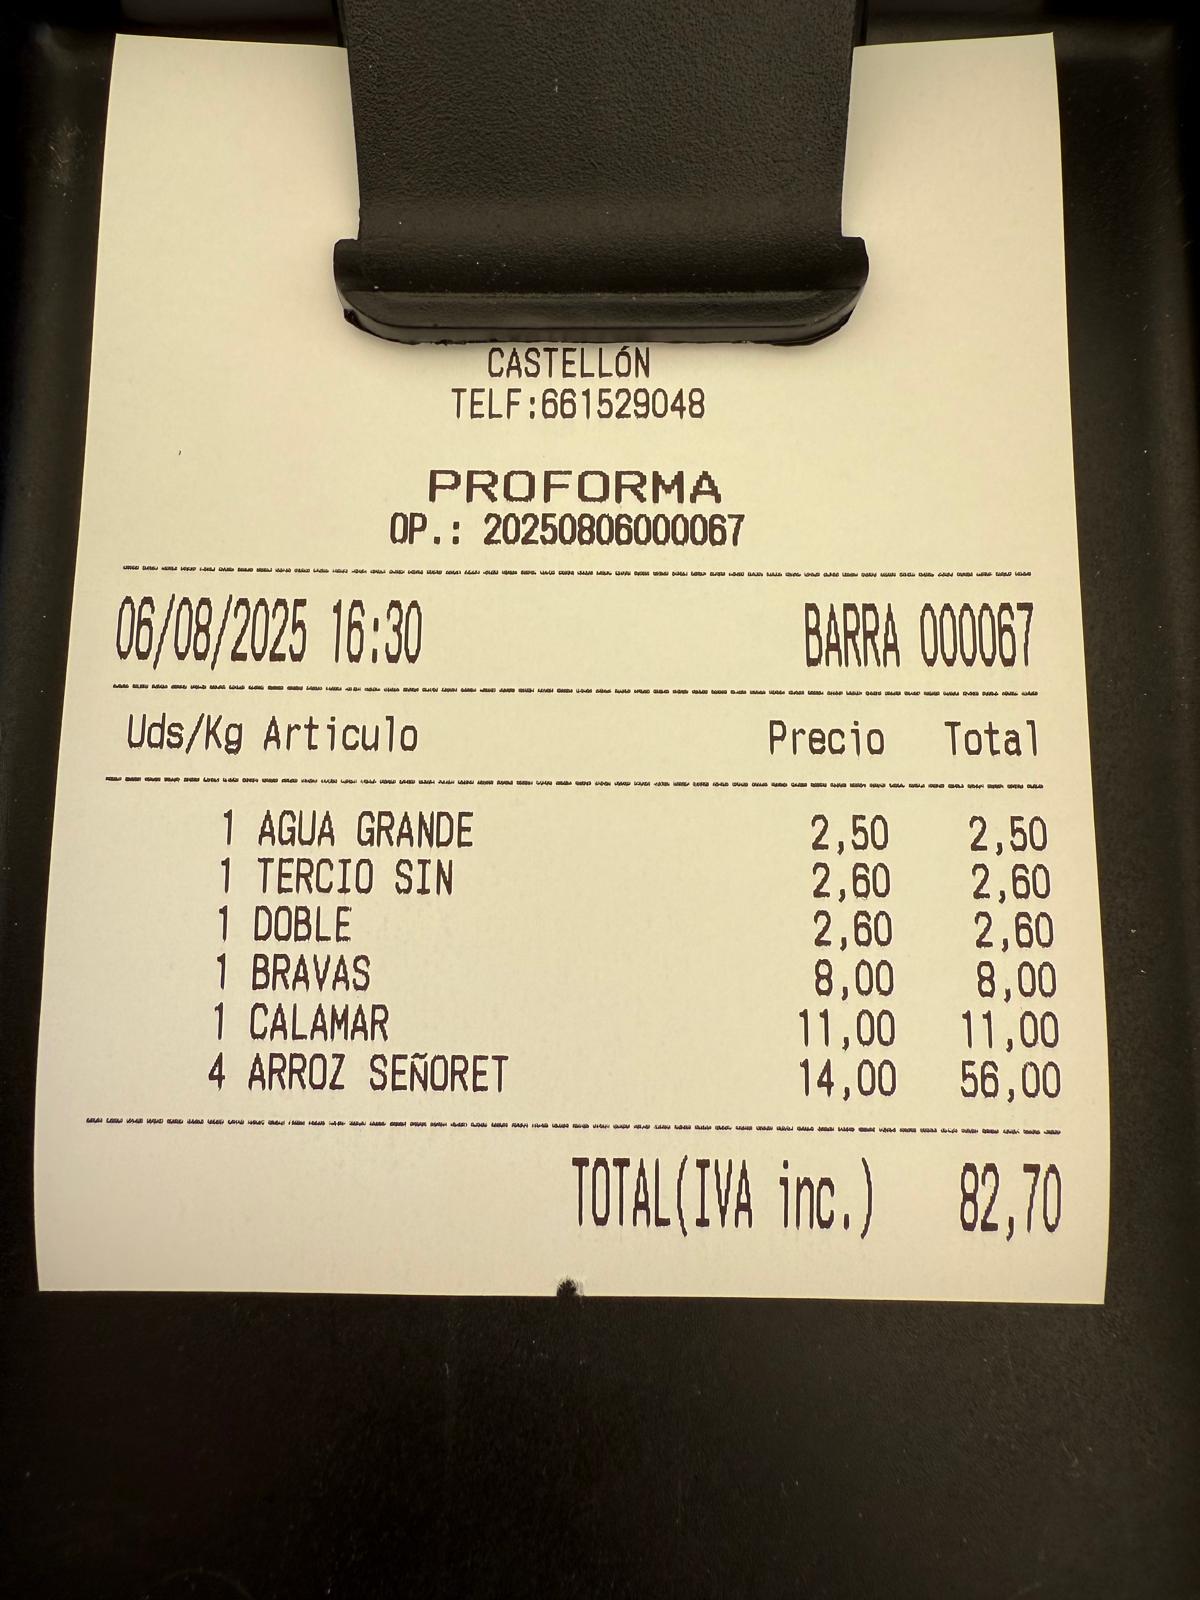 CASTELLÓN
TELF:661529048
PROFORMA
OP.: 20250806000067
06/08/2025 16:30 BARRA 000067
Uds/Kg Articulo Precio Total
1 AGUA GRANDE 2,50 2,50
1 TERCIO SIN 2,60 2,60
1 DOBLE 2,60 2,60
1 BRAVAS 8,00 8,00
1 CALAMAR 11,00 11,00
4 ARROZ SEÑORET 14,00 56,00
TOTAL(IVA inc.) 82,70